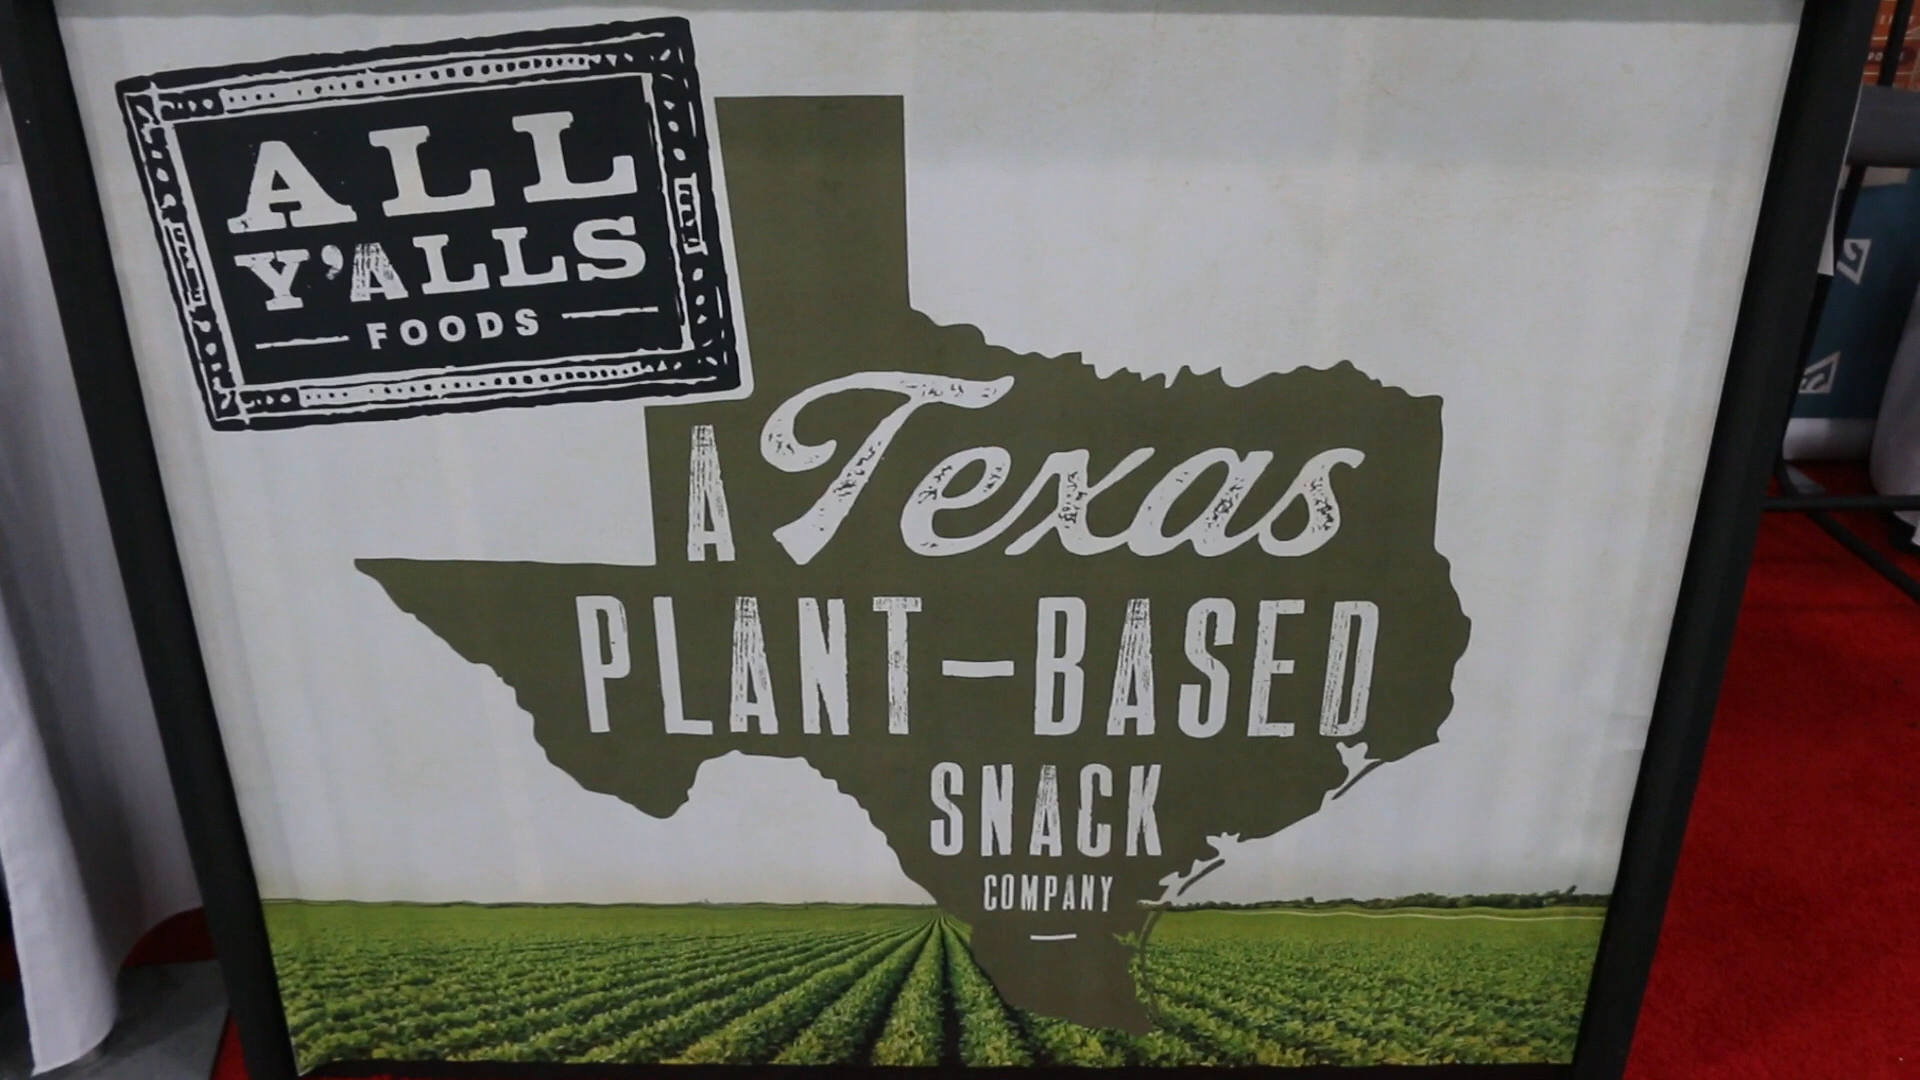 ALL
Y'ALLS
FOODS
A Texas
PLANT-BASED
SNACK
COMPANY